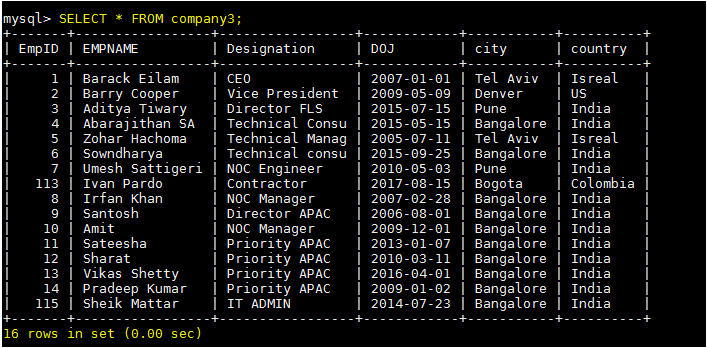 mysql> SELECT * FROM company3;
+-------+----------------+-----------------+------------+-----------+----------+
| EmpID | EMPNAME        | Designation     | DOJ        | city      | country  |
+-------+----------------+-----------------+------------+-----------+----------+
|     1 | Barack Eilam   | CEO             | 2007-01-01 | Tel Aviv  | Isreal   |
|     2 | Barry Cooper   | Vice President  | 2009-05-09 | Denver    | US       |
|     3 | Aditya Tiwary  | Director FLS    | 2015-07-15 | Pune      | India    |
|     4 | Abarajithan SA | Technical Consu | 2015-05-15 | Bangalore | India    |
|     5 | Zohar Hachoma  | Technical Manag | 2005-07-11 | Tel Aviv  | Isreal   |
|     6 | Sowndharya     | Technical consu | 2015-09-25 | Bangalore | India    |
|     7 | Umesh Sattigeri | NOC Engineer   | 2010-05-03 | Pune      | India    |
|   113 | Ivan Pardo     | Contractor      | 2017-08-15 | Bogota    | Colombia |
|     8 | Irfan Khan     | NOC Manager     | 2007-02-28 | Bangalore | India    |
|     9 | Santosh        | Director APAC   | 2006-08-01 | Bangalore | India    |
|    10 | Amit           | NOC Manager     | 2009-12-01 | Bangalore | India    |
|    11 | Sateesha       | Priority APAC   | 2013-01-07 | Bangalore | India    |
|    12 | Sharat         | Priority APAC   | 2010-03-11 | Bangalore | India    |
|    13 | Vikas Shetty   | Priority APAC   | 2016-04-01 | Bangalore | India    |
|    14 | Pradeep Kumar  | Priority APAC   | 2009-01-02 | Bangalore | India    |
|   115 | Sheik Mattar   | IT ADMIN        | 2014-07-23 | Bangalore | India    |
+-------+----------------+-----------------+------------+-----------+----------+
16 rows in set (0.00 sec)